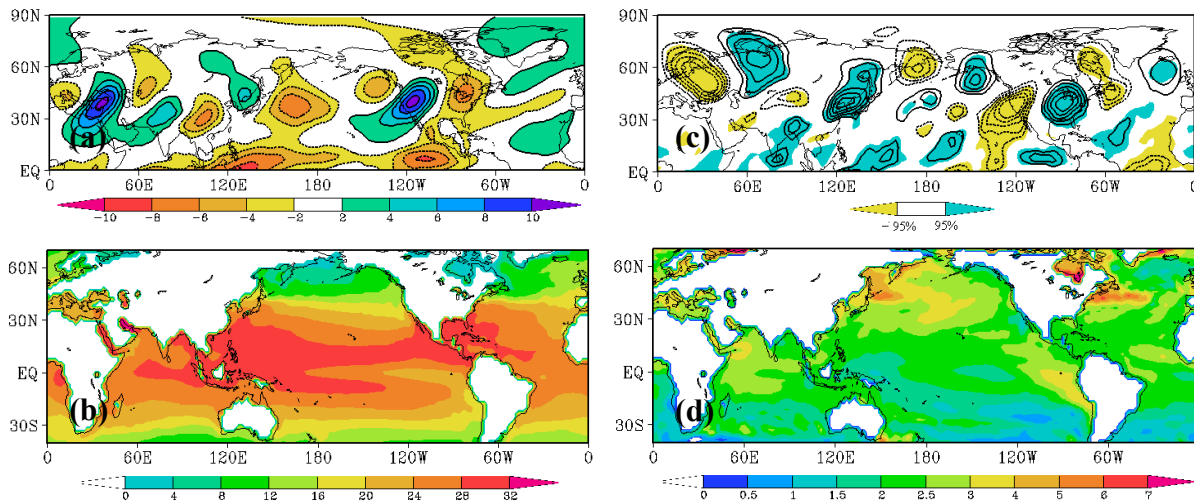 90N
60N
30N
EQ
(a)
0 60E 120E 180 120W 60W 0
-10 -8 -6 -4 -2 2 4 6 8 10
90N
60N
30N
EQ
(c)
0 60E 120E 180 120W 60W 0
-95% 95%
60N
30N
EQ
30S
(b)
0 60E 120E 180 120W 60W 0
0 4 8 12 16 20 24 28 32
60N
30N
EQ
30S
(d)
0 60E 120E 180 120W 60W 0
0 0.5 1 1.5 2 2.5 3 4 5 6 7